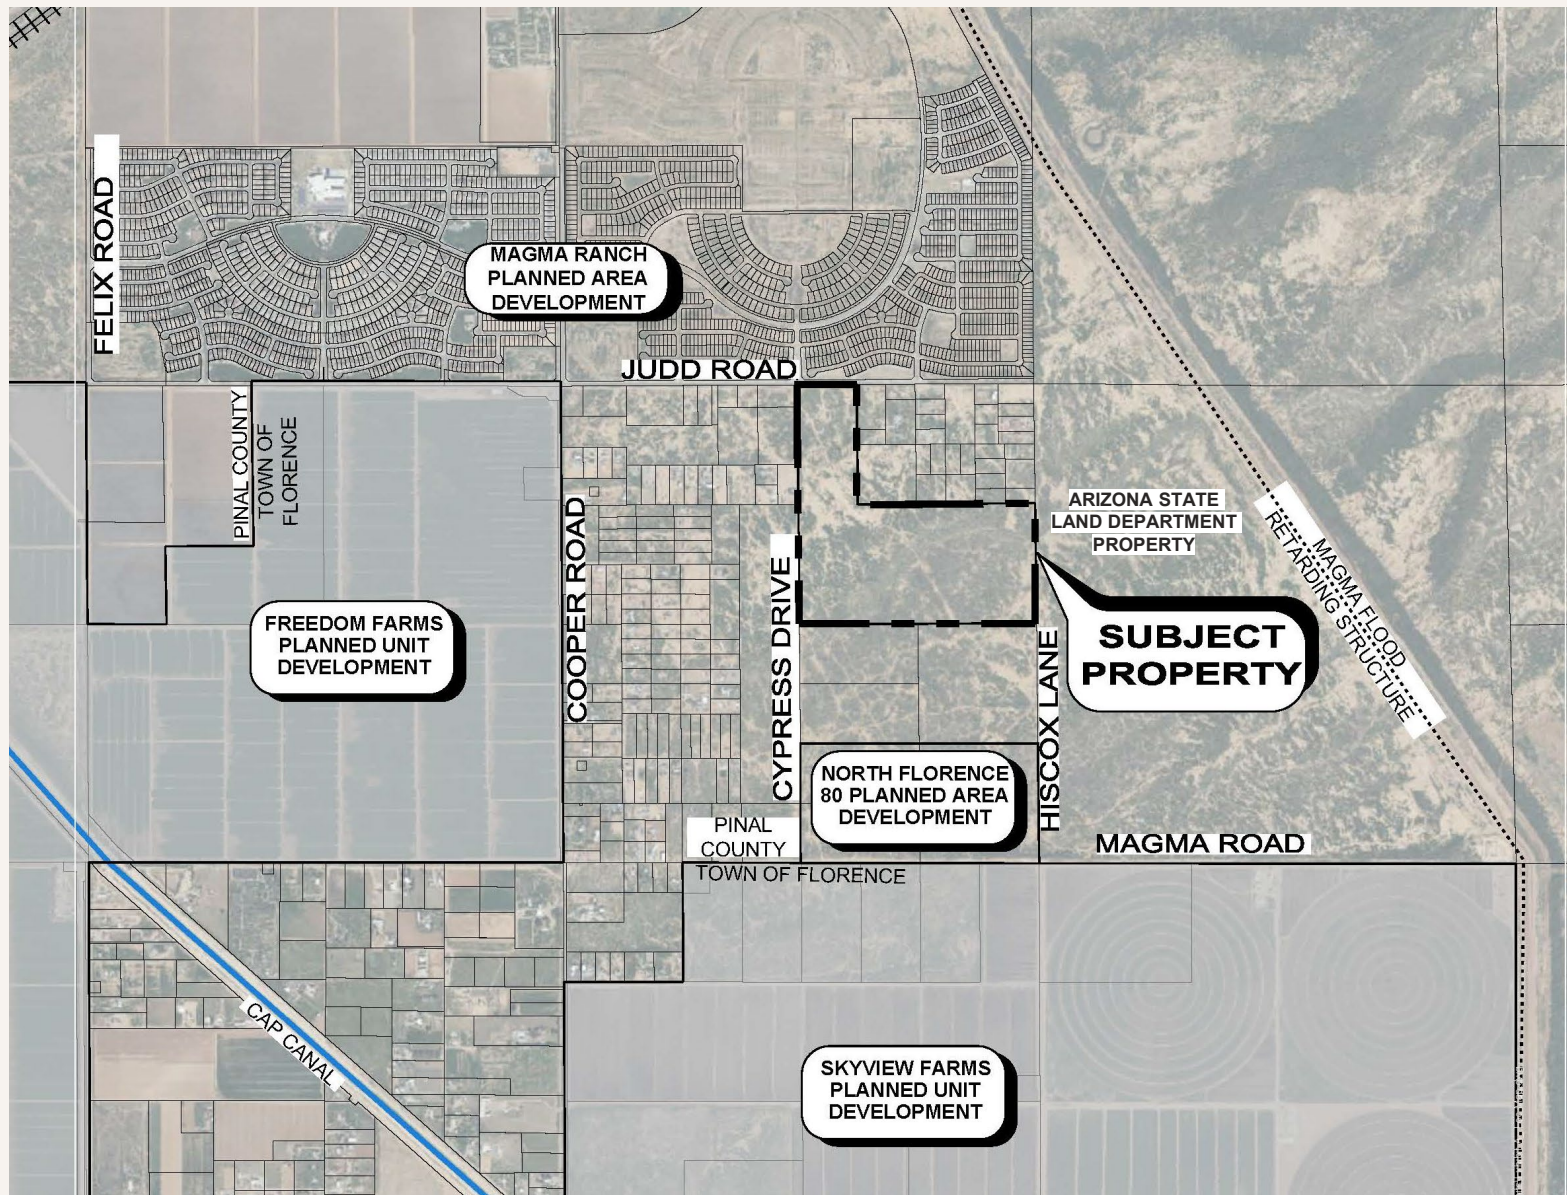 FELIX ROAD
MAGMA RANCH
PLANNED AREA
DEVELOPMENT
JUDD ROAD
PINAL COUNTY
TOWN OF
FLORENCE
COOPER ROAD
CYPRESS DRIVE
ARIZONA STATE
LAND DEPARTMENT
PROPERTY
MAGMA FLOOD
RETARDING STRUCTURE
FREEDOM FARMS
PLANNED UNIT
DEVELOPMENT
SUBJECT
PROPERTY
HISCOX LANE
NORTH FLORENCE
80 PLANNED AREA
DEVELOPMENT
PINAL
COUNTY
TOWN OF FLORENCE
MAGMA ROAD
CAP CANAL
SKYVIEW FARMS
PLANNED UNIT
DEVELOPMENT